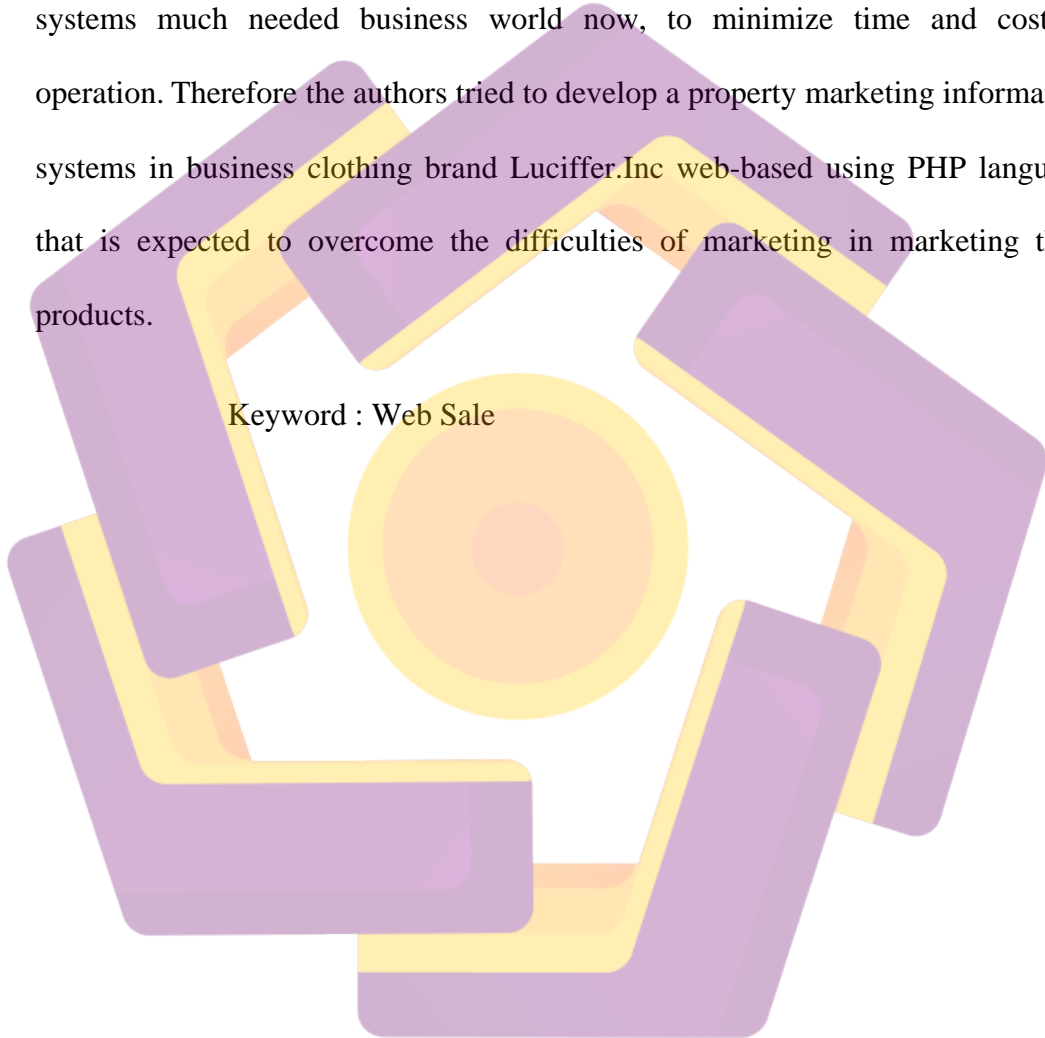 systems much needed business world now, to minimize time and cost
operation. Therefore the authors tried to develop a property marketing informa
systems in business clothing brand Luciffer.Inc web-based using PHP langu
that is expected to overcome the difficulties of marketing in marketing t
products.
Keyword : Web Sale